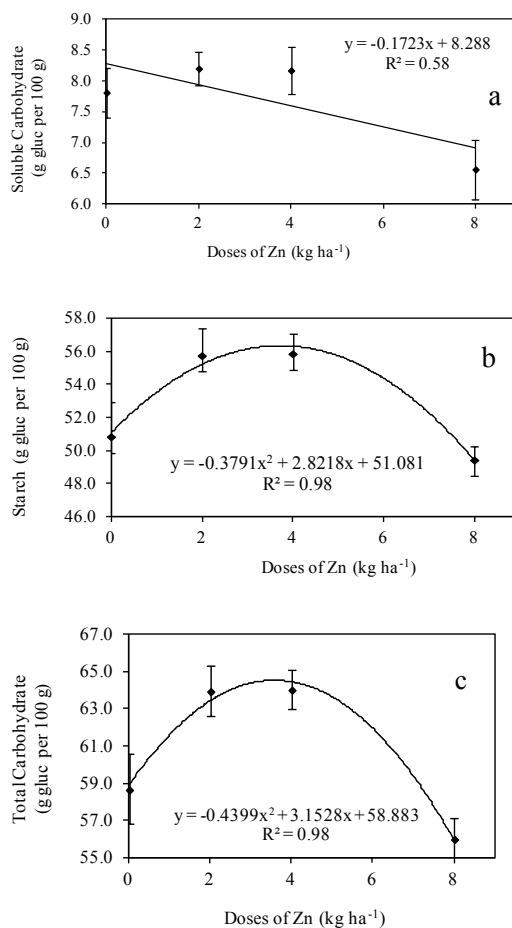 Soluble Carbohydrate
(g gluc per 100 g)
9.0
8.5
8.0
7.5
7.0
6.5
6.0
y = -0.1723x + 8.288
R² = 0.58
a
0 2 4 6 8
Doses of Zn (kg ha⁻¹)
Starch (g gluc per 100 g)
58.0
56.0
54.0
52.0
50.0
48.0
46.0
b
y = -0.3791x² + 2.8218x + 51.081
R² = 0.98
0 2 4 6 8
Doses of Zn (kg ha⁻¹)
Total Carbohydrate
(g gluc per 100 g)
67.0
65.0
63.0
61.0
59.0
57.0
55.0
c
y = -0.4399x² + 3.1528x + 58.883
R² = 0.98
0 2 4 6 8
Doses of Zn (kg ha⁻¹)